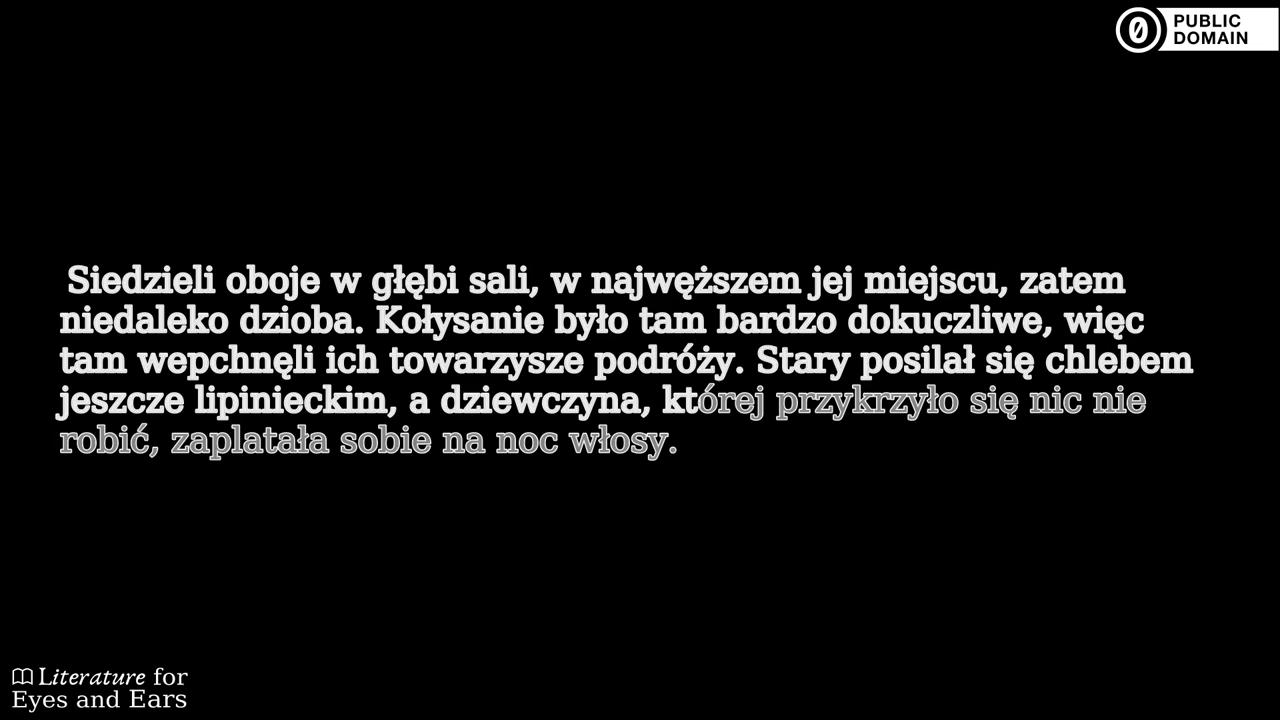 PUBLIC
DOMAIN
Siedzieli oboje w głębi sali, w najwęższem jej miejscu, zatem
niedaleko dzioba. Kołysanie było tam bardzo dokuczliwe, więc
tam wepchnęli ich towarzysze podróży. Stary posilał się chlebem
jeszcze lipinieckim, a dziewczyna, której przykrzyło się nic nie
robić, zaplatała sobie na noc włosy.
Literature for
Eyes and Ears